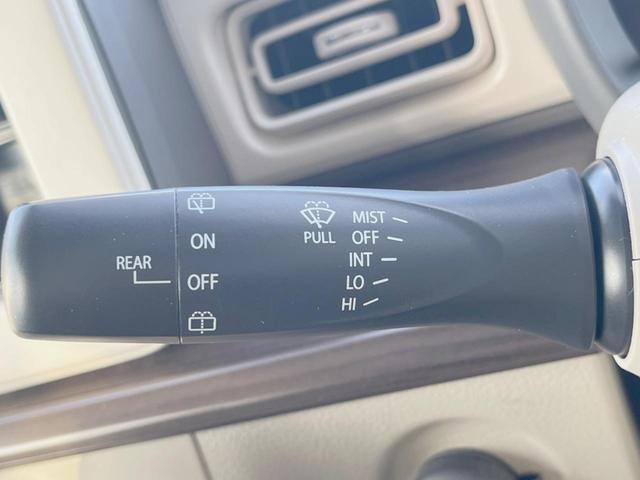 REAR
ON
OFF
PULL
MIST
OFF
INT
LO
HI